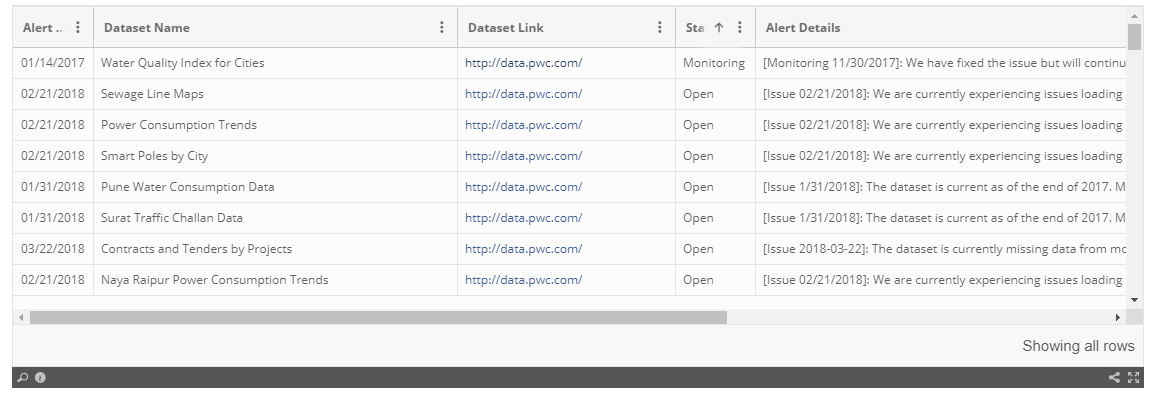 Alert .. Dataset Name Dataset Link Sta Alert Details
01/14/2017 Water Quality Index for Cities http://data.pwc.com/ Monitoring [Monitoring 11/30/2017]: We have fixed the issue but will continu
02/21/2018 Sewage Line Maps http://data.pwc.com/ Open [Issue 02/21/2018]: We are currently experiencing issues loading
02/21/2018 Power Consumption Trends http://data.pwc.com/ Open [Issue 02/21/2018]: We are currently experiencing issues loading
02/21/2018 Smart Poles by City http://data.pwc.com/ Open [Issue 02/21/2018]: We are currently experiencing issues loading
01/31/2018 Pune Water Consumption Data http://data.pwc.com/ Open [Issue 1/31/2018]: The dataset is current as of the end of 2017. M
01/31/2018 Surat Traffic Challan Data http://data.pwc.com/ Open [Issue 1/31/2018]: The dataset is current as of the end of 2017. M
03/22/2018 Contracts and Tenders by Projects http://data.pwc.com/ Open [Issue 2018-03-22]: The dataset is currently missing data from mo
02/21/2018 Naya Raipur Power Consumption Trends http://data.pwc.com/ Open [Issue 02/21/2018]: We are currently experiencing issues loading
Showing all rows